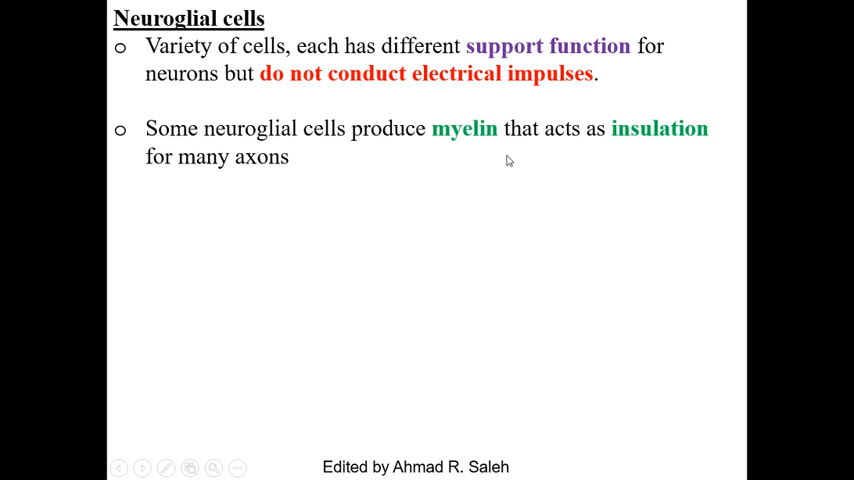 Neuroglial cells
o Variety of cells, each has different support function for
neurons but do not conduct electrical impulses.
o Some neuroglial cells produce myelin that acts as insulation
for many axons
Edited by Ahmad R. Saleh